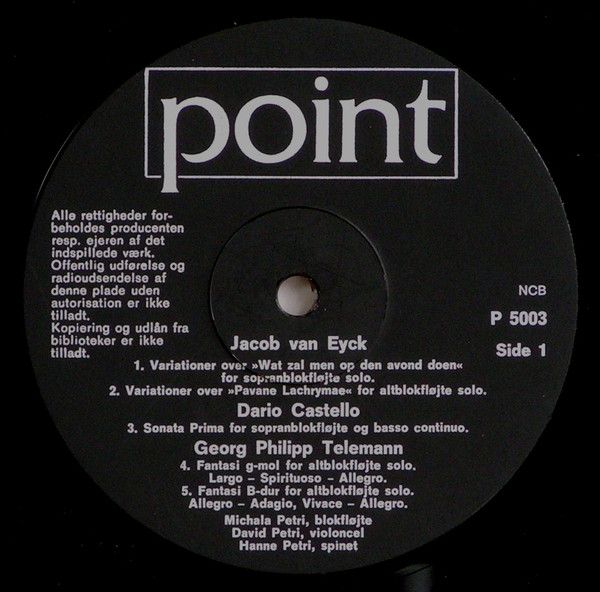 point
Alle rettigheder for-
beholdes producenten
resp. ejeren af det
indspillede værk.
Offentlig udførelse og
radioudsendelse af
denne plade uden
autorisation er ikke
tilladt.
Kopiering og udlån fra
biblioteker er ikke
tilladt.
NCB
P 5003
Side 1
Jacob van Eyck
1. Variationer over »Wat zal men op den avond doen«
for sopranblokfløjte solo.
2. Variationer over »Pavane Lachrymae« for altblokfløjte solo.
Dario Castello
3. Sonata Prima for sopranblokfløjte og basso continuo.
Georg Philipp Telemann
4. Fantasi g-mol for altblokfløjte solo.
Largo – Spirituoso – Allegro.
5. Fantasi B-dur for altblokfløjte solo.
Allegro – Adagio, Vivace – Allegro.
Michala Petri, blokfløjte
David Petri, violoncel
Hanne Petri, spinet